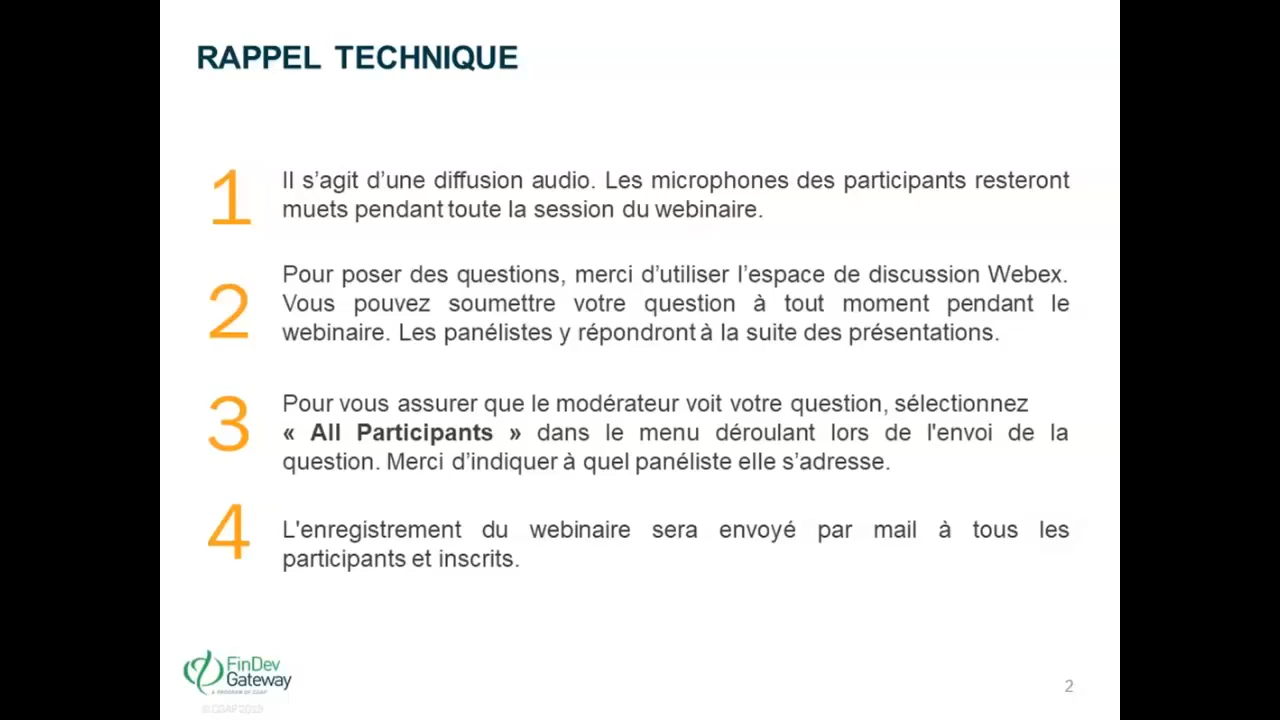 RAPPEL TECHNIQUE
1
Il s’agit d’une diffusion audio. Les microphones des participants resteront
muets pendant toute la session du webinaire.
2
Pour poser des questions, merci d’utiliser l’espace de discussion Webex.
Vous pouvez soumettre votre question à tout moment pendant le
webinaire. Les panélistes y répondront à la suite des présentations.
3
Pour vous assurer que le modérateur voit votre question, sélectionnez
« All Participants » dans le menu déroulant lors de l'envoi de la
question. Merci d’indiquer à quel panéliste elle s’adresse.
4
L'enregistrement du webinaire sera envoyé par mail à tous les
participants et inscrits.
FinDev
Gateway
A PROGRAM OF CGAP
© CGAP
2